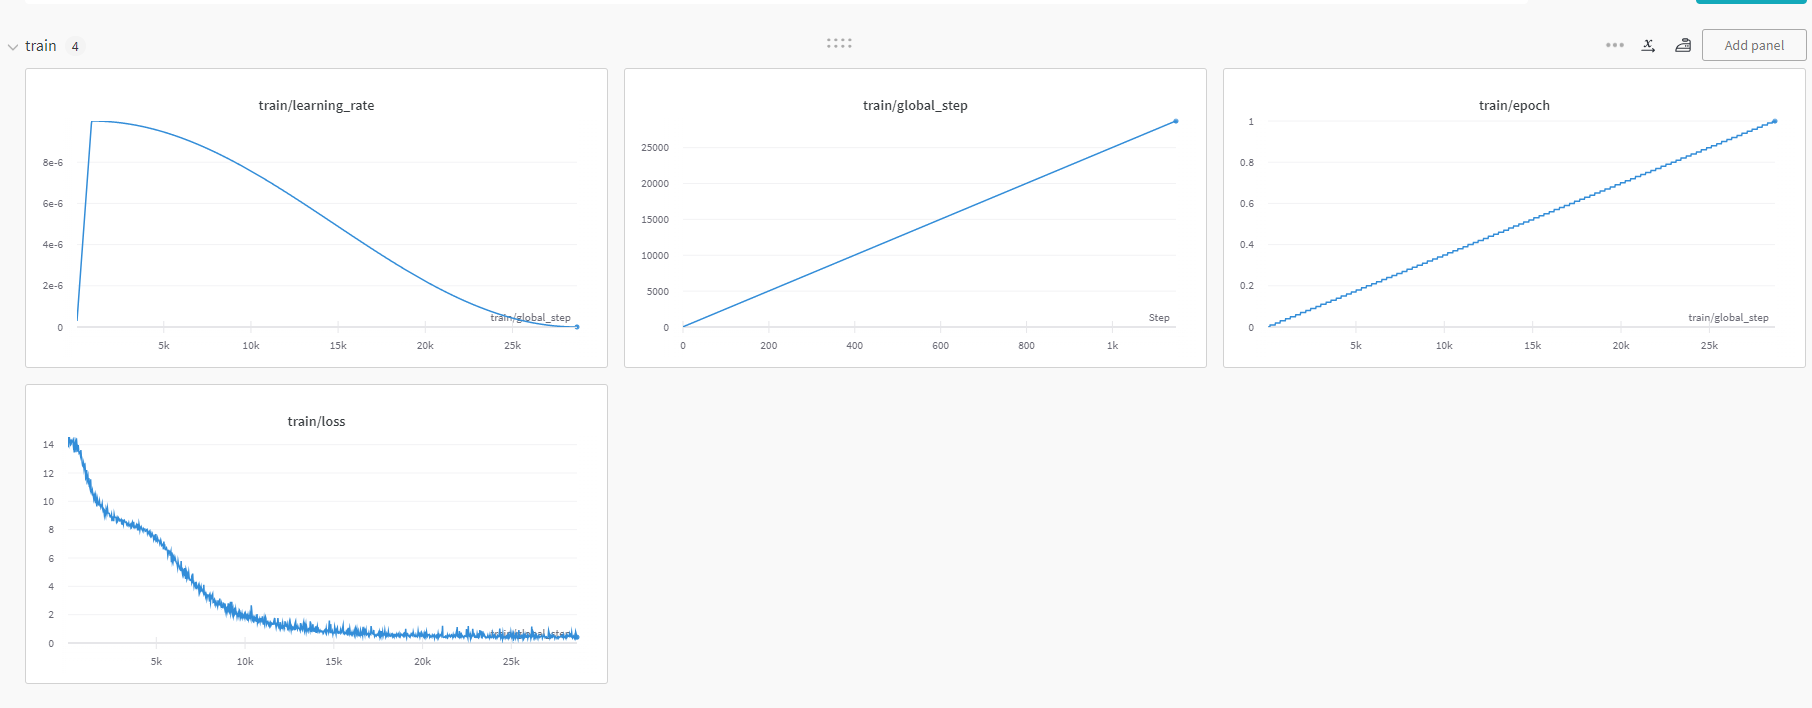 train 4
Add panel
train/learning_rate
8e-6
6e-6
4e-6
2e-6
0
train/global_step
5k 10k 15k 20k 25k
train/global_step
25000
20000
15000
10000
5000
0
Step
0 200 400 600 800 1k
train/epoch
1
0.8
0.6
0.4
0.2
0
train/global_step
5k 10k 15k 20k 25k
train/loss
14
12
10
8
6
4
2
0
train/global_step
5k 10k 15k 20k 25k